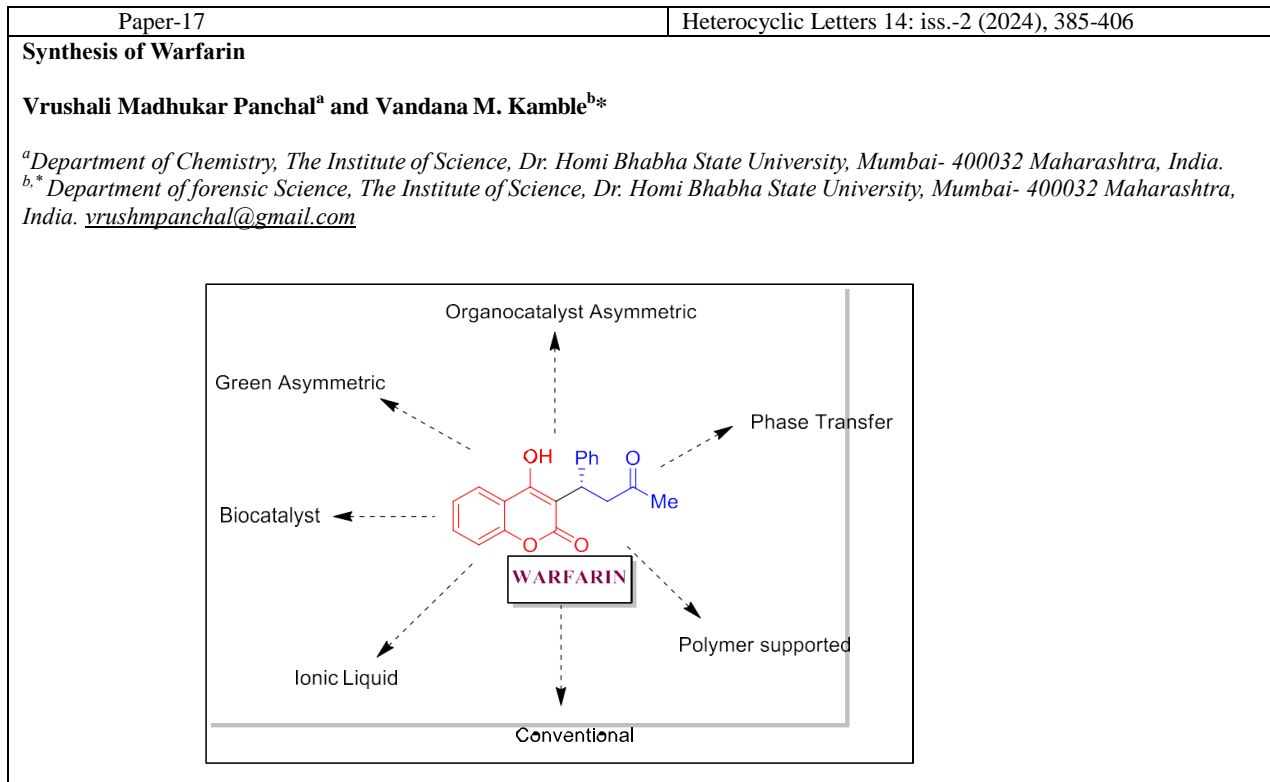 Paper-17
Heterocyclic Letters 14: iss.-2 (2024), 385-406
Synthesis of Warfarin
Vrushali Madhukar Panchalᵃ and Vandana M. Kambleᵇ*
ᵃDepartment of Chemistry, The Institute of Science, Dr. Homi Bhabha State University, Mumbai- 400032 Maharashtra, India.
ᵇ,* Department of forensic Science, The Institute of Science, Dr. Homi Bhabha State University, Mumbai- 400032 Maharashtra,
India. vrushmpanchal@gmail.com
Organocatalyst Asymmetric
Green Asymmetric
Phase Transfer
OH
Ph
O
Me
Biocatalyst
O
O
WARFARIN
Polymer supported
Ionic Liquid
Conventional